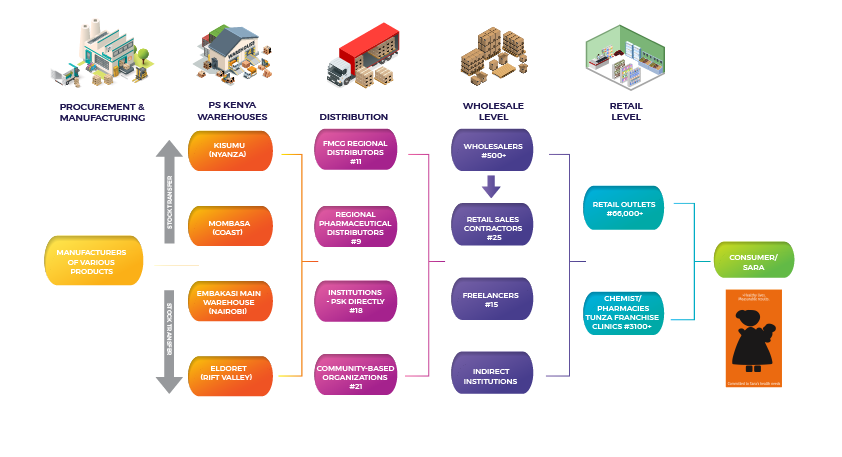 PROCUREMENT &
MANUFACTURING
PS KENYA
WAREHOUSES
DISTRIBUTION
WHOLESALE
LEVEL
RETAIL
LEVEL
WAREHOUSE
MANUFACTURERS
OF VARIOUS
PRODUCTS
STOCK TRANSFER
STOCK TRANSFER
KISUMU
(NYANZA)
MOMBASA
(COAST)
EMBAKASI MAIN
WAREHOUSE
(NAIROBI)
ELDORET
(RIFT VALLEY)
FMCG REGIONAL
DISTRIBUTORS
#11
REGIONAL
PHARMACEUTICAL
DISTRIBUTORS
#9
INSTITUTIONS
- PSK DIRECTLY
#18
COMMUNITY-BASED
ORGANIZATIONS
#21
WHOLESALERS
#500+
RETAIL SALES
CONTRACTORS
#25
FREELANCERS
#15
INDIRECT
INSTITUTIONS
RETAIL OUTLETS
#66,000+
CHEMIST/
PHARMACIES
TUNZA FRANCHISE
CLINICS #3100+
CONSUMER/
SARA